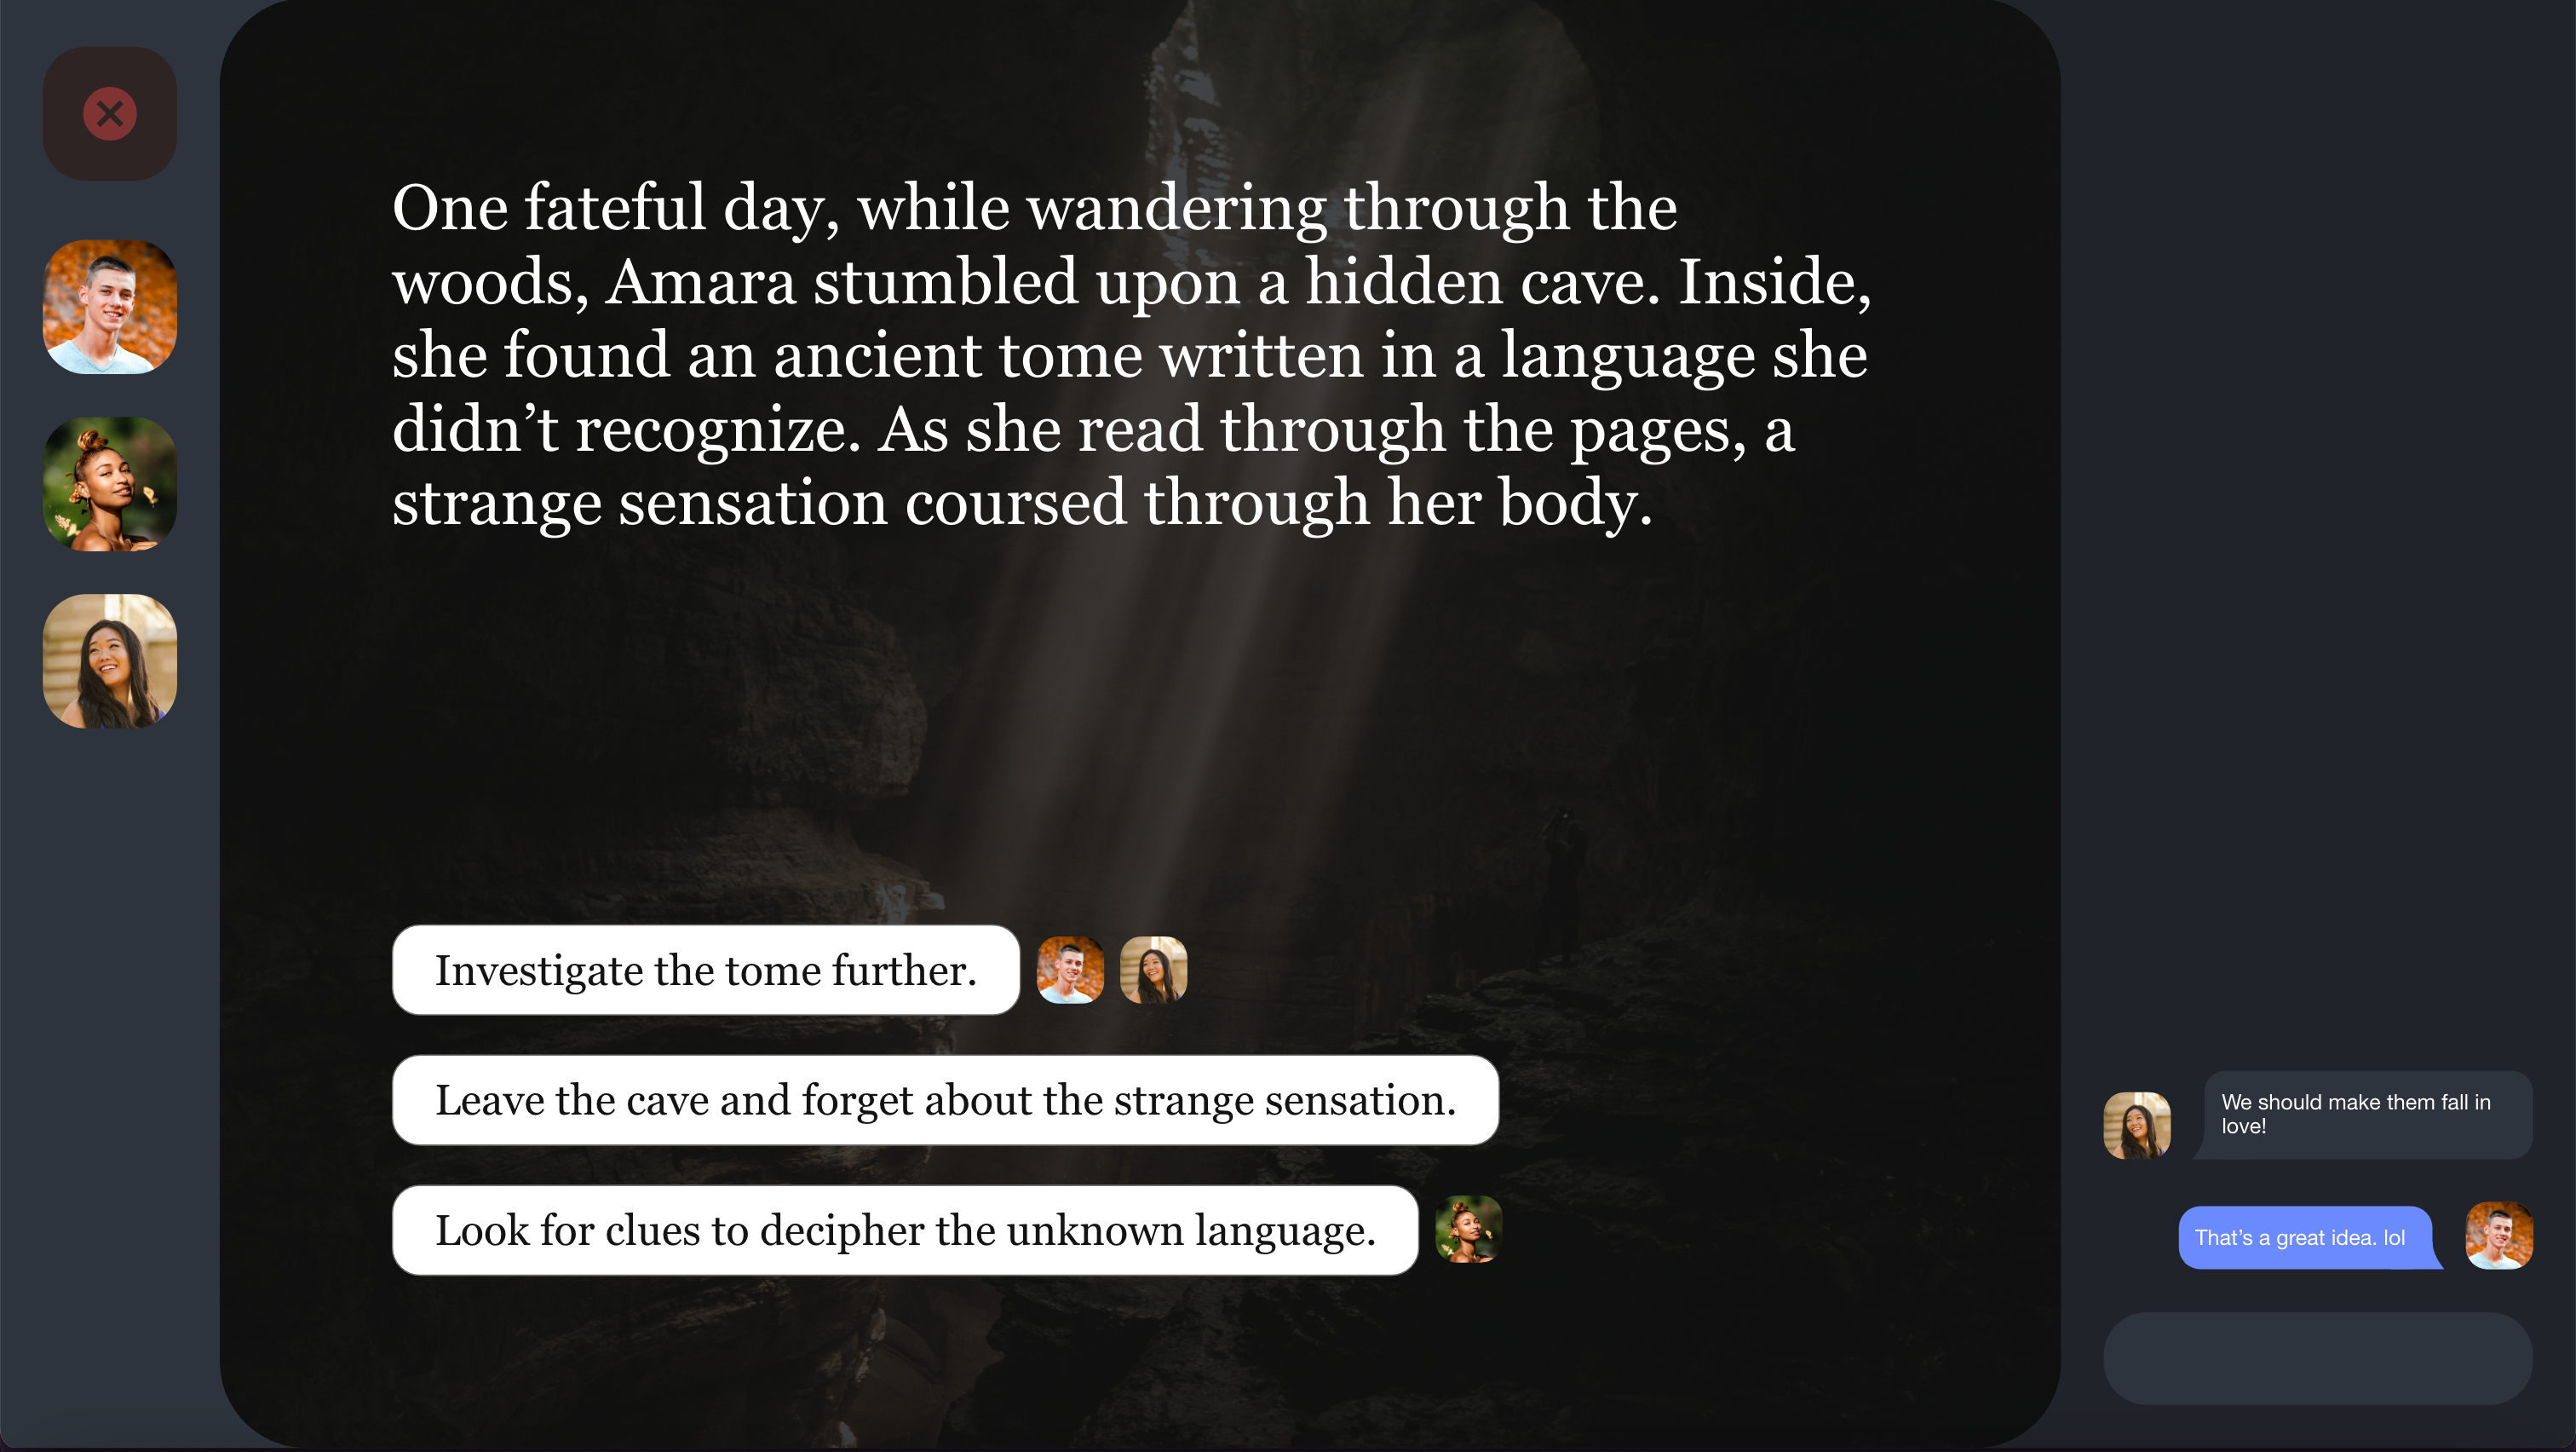 One fateful day, while wandering through the
woods, Amara stumbled upon a hidden cave. Inside,
she found an ancient tome written in a language she
didn’t recognize. As she read through the pages, a
strange sensation coursed through her body.
Investigate the tome further.
Leave the cave and forget about the strange sensation.
Look for clues to decipher the unknown language.
We should make them fall in
love!
That’s a great idea. lol